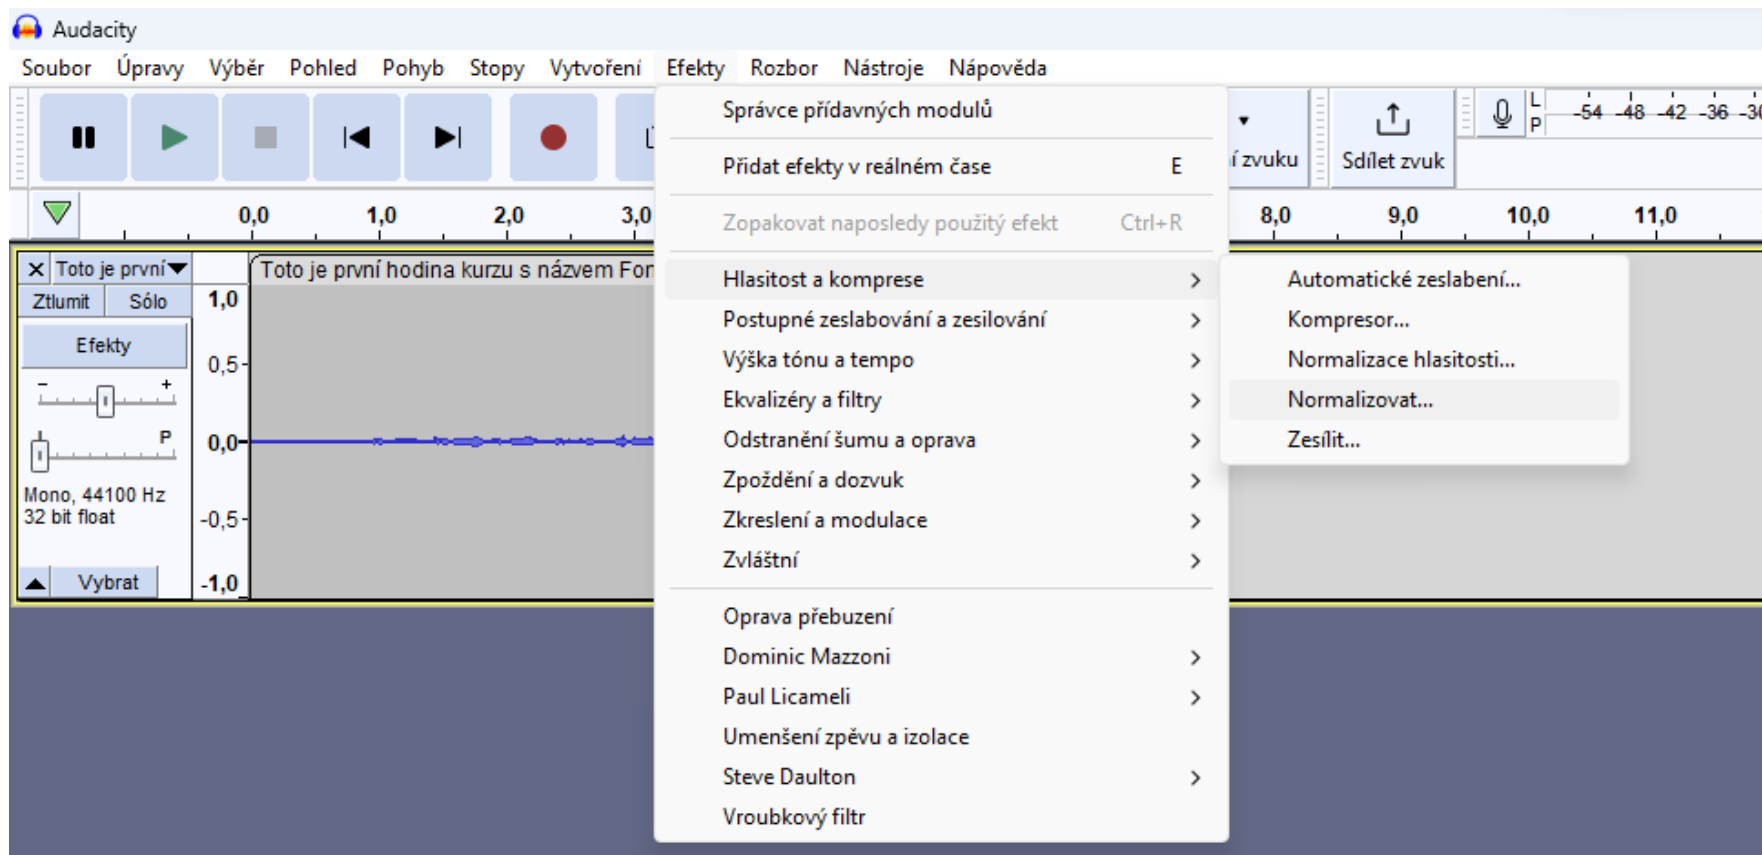 Audacity
Soubor Úpravy Výběr Pohled Pohyb Stopy Vytvoření Efekty Rozbor Nástroje Nápověda
Správce přídavných modulů
Přidat efekty v reálném čase E
Zopakovat naposledy použitý efekt Ctrl+R
Hlasitost a komprese
Postupné zeslabování a zesilování
Výška tónu a tempo
Ekvalizéry a filtry
Odstranění šumu a oprava
Zpoždění a dozvuk
Zkreslení a modulace
Zvláštní
Oprava přebuzení
Dominic Mazzoni
Paul Licameli
Umenšení zpěvu a izolace
Steve Daulton
Vroubkový filtr
Automatické zeslabení...
Kompresor...
Normalizace hlasitosti...
Normalizovat...
Zesílit...
zvuku
Sdílet zvuk
L
P
-54 -48 -42 -36
0,0 1,0 2,0 3,0 8,0 9,0 10,0 11,0
Toto je první
Toto je první hodina kurzu s názvem
Ztlumit Sólo
Efekty
- +
P
Mono, 44100 Hz
32 bit float
Vybrat
1,0
0,5
0,0
-0,5
-1,0